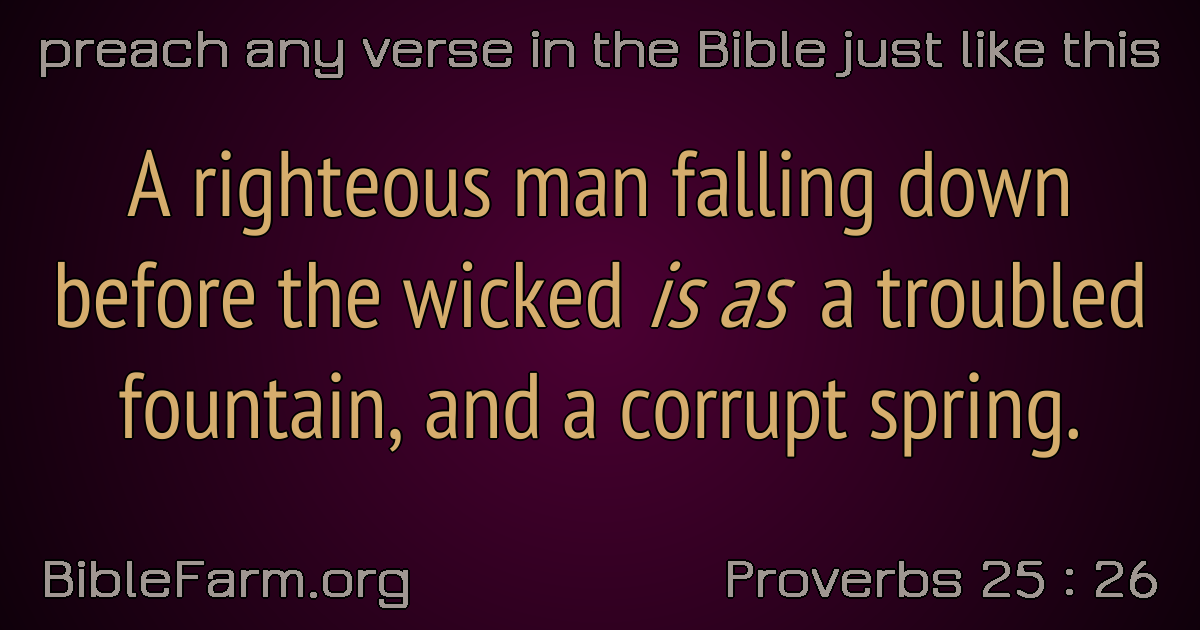 preach any verse in the Bible just like this
A righteous man falling down
before the wicked is as a troubled
fountain, and a corrupt spring.
BibleFarm.org
Proverbs 25 : 26